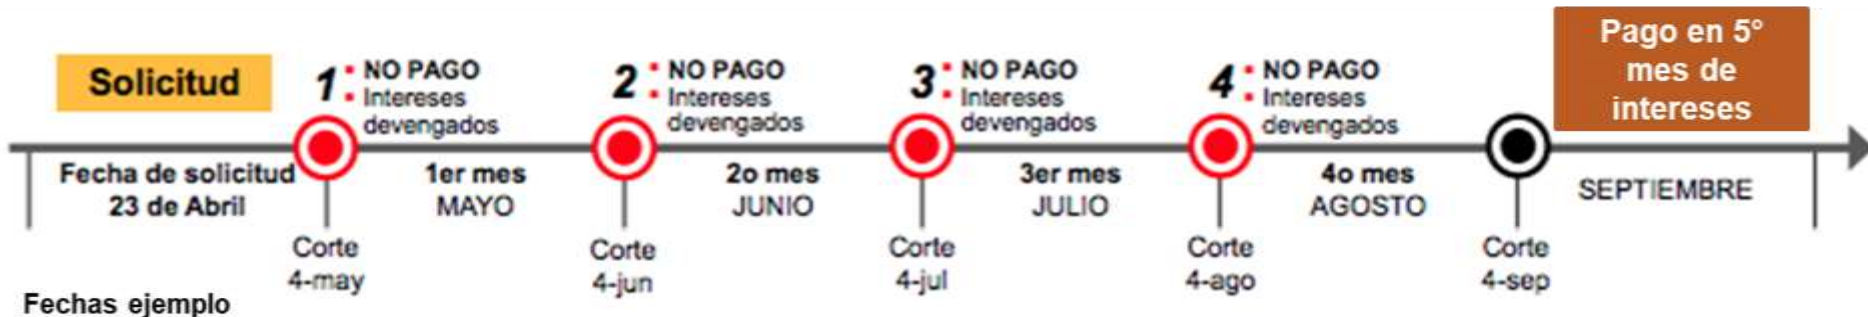 Solicitud
1
NO PAGO
Intereses
devengados
2
NO PAGO
Intereses
devengados
3
NO PAGO
Intereses
devengados
4
NO PAGO
Intereses
devengados
Pago en 5°
mes de
intereses
Fecha de solicitud
23 de Abril
1er mes
MAYO
2o mes
JUNIO
3er mes
JULIO
4o mes
AGOSTO
SEPTIEMBRE
Corte
4-may
Corte
4-jun
Corte
4-jul
Corte
4-ago
Corte
4-sep
Fechas ejemplo